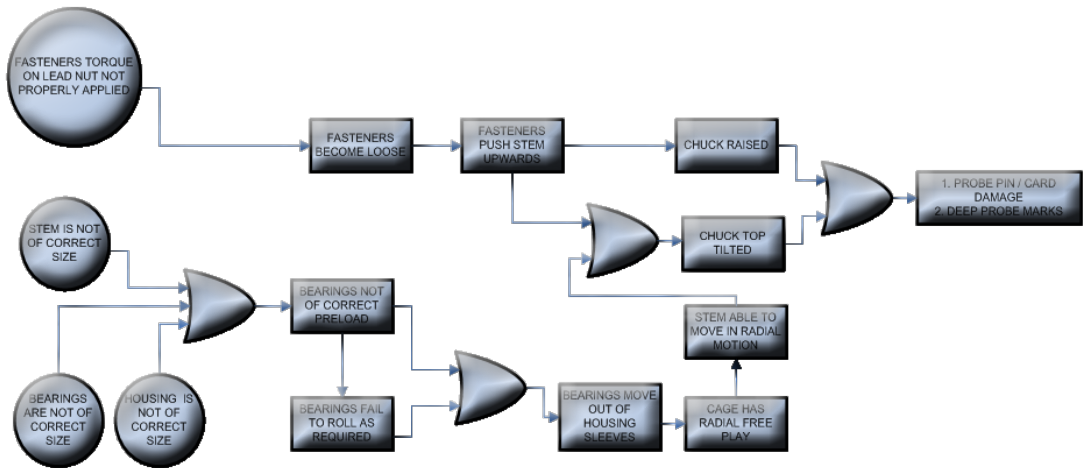 FASTENERS TORQUE
ON LEAD NUT NOT
PROPERLY APPLIED
FASTENERS
BECOME LOOSE
FASTENERS
PUSH STEM
UPWARDS
CHUCK RAISED
1. PROBE PIN / CARD
DAMAGE
2. DEEP PROBE MARKS
STEM IS NOT
OF CORRECT
SIZE
CHUCK TOP
TILTED
BEARINGS NOT
OF CORRECT
PRELOAD
STEM ABLE TO
MOVE IN RADIAL
MOTION
BEARINGS
ARE NOT OF
CORRECT
SIZE
HOUSING IS
NOT OF
CORRECT
SIZE
BEARINGS FAIL
TO ROLL AS
REQUIRED
BEARINGS MOVE
OUT OF
HOUSING
SLEEVES
CAGE HAS
RADIAL FREE
PLAY